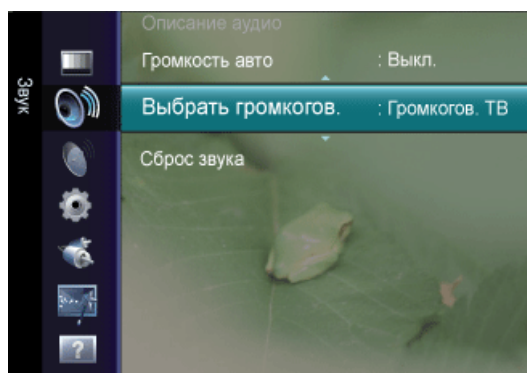 Звук
Описание аудио
Громкость авто : Выкл.
Выбрать громкогов. : Громкогов. ТВ
Сброс звука
?